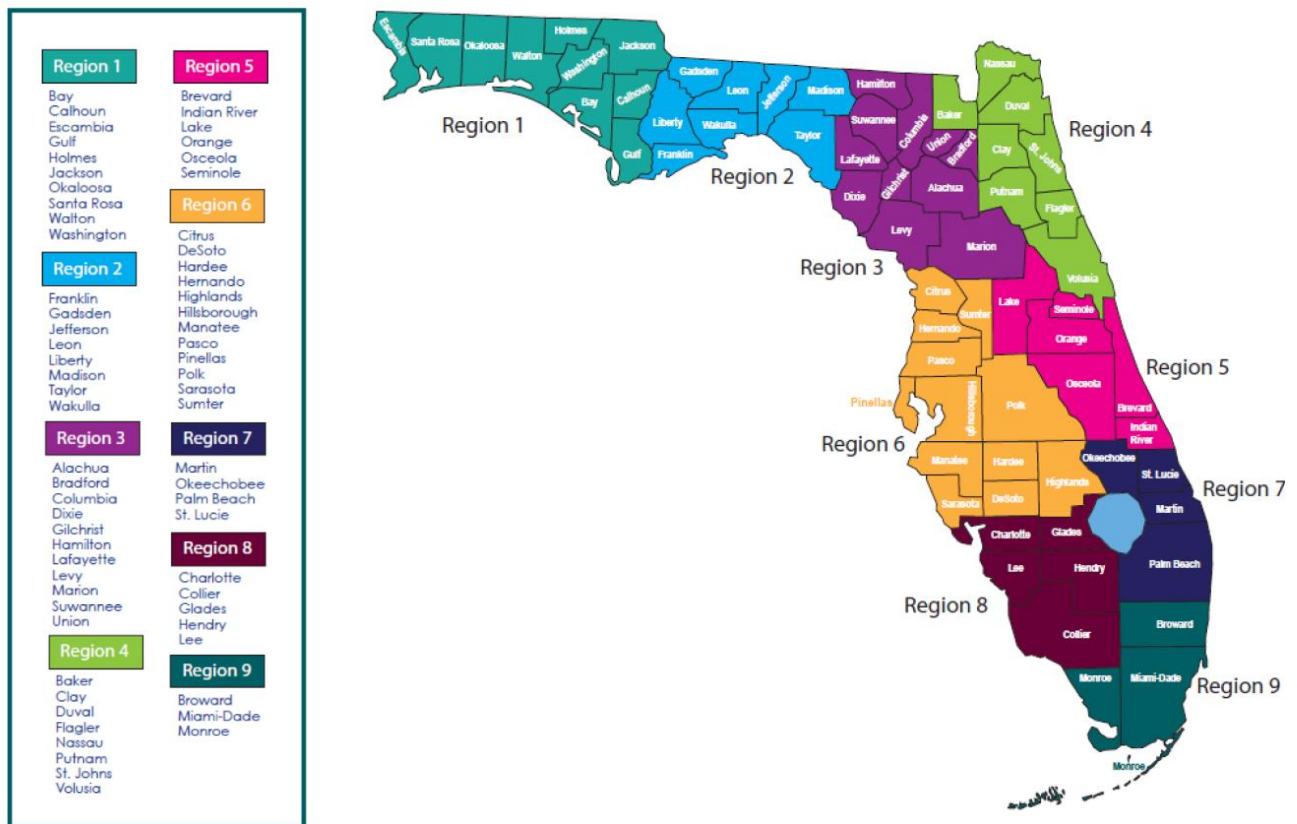 Region 1
Bay
Calhoun
Escambia
Gulf
Holmes
Jackson
Okaloosa
Santa Rosa
Walton
Washington
Region 2
Franklin
Gadsden
Jefferson
Leon
Liberty
Madison
Taylor
Wakulla
Region 3
Alachua
Bradford
Columbia
Dixie
Gilchrist
Hamilton
Lafayette
Levy
Marion
Suwannee
Union
Region 4
Baker
Clay
Duval
Flagler
Nassau
Putnam
St. Johns
Volusia
Region 5
Brevard
Indian River
Lake
Orange
Osceola
Seminole
Region 6
Citrus
DeSoto
Hardee
Hernando
Highlands
Hillsborough
Manatee
Pasco
Pinellas
Polk
Sarasota
Sumter
Region 7
Martin
Okeechobee
Palm Beach
St. Lucie
Region 8
Charlotte
Collier
Glades
Hendry
Lee
Region 9
Broward
Miami-Dade
Monroe
Escambia
Santa Rosa
Okaloosa
Walton
Holmes
Washington
Jackson
Bay
Calhoun
Gulf
Region 1
Gadsden
Liberty
Franklin
Leon
Wakulla
Jefferson
Madison
Taylor
Region 2
Hamilton
Suwannee
Lafayette
Columbia
Union
Bradford
Dixie
Gilchrist
Alachua
Levy
Marion
Region 3
Nassau
Baker
Duval
Clay
St. Johns
Putnam
Flagler
Volusia
Region 4
Lake
Seminole
Orange
Osceola
Brevard
Indian
River
Region 5
Citrus
Sumter
Hernando
Pasco
Pinellas
Hillsborough
Polk
Manatee
Hardee
Highlands
Sarasota
DeSoto
Region 6
Okeechobee
St. Lucie
Martin
Palm Beach
Region 7
Charlotte
Glades
Lee
Hendry
Collier
Region 8
Broward
Monroe
Miami-Dade
Monroe
Region 9